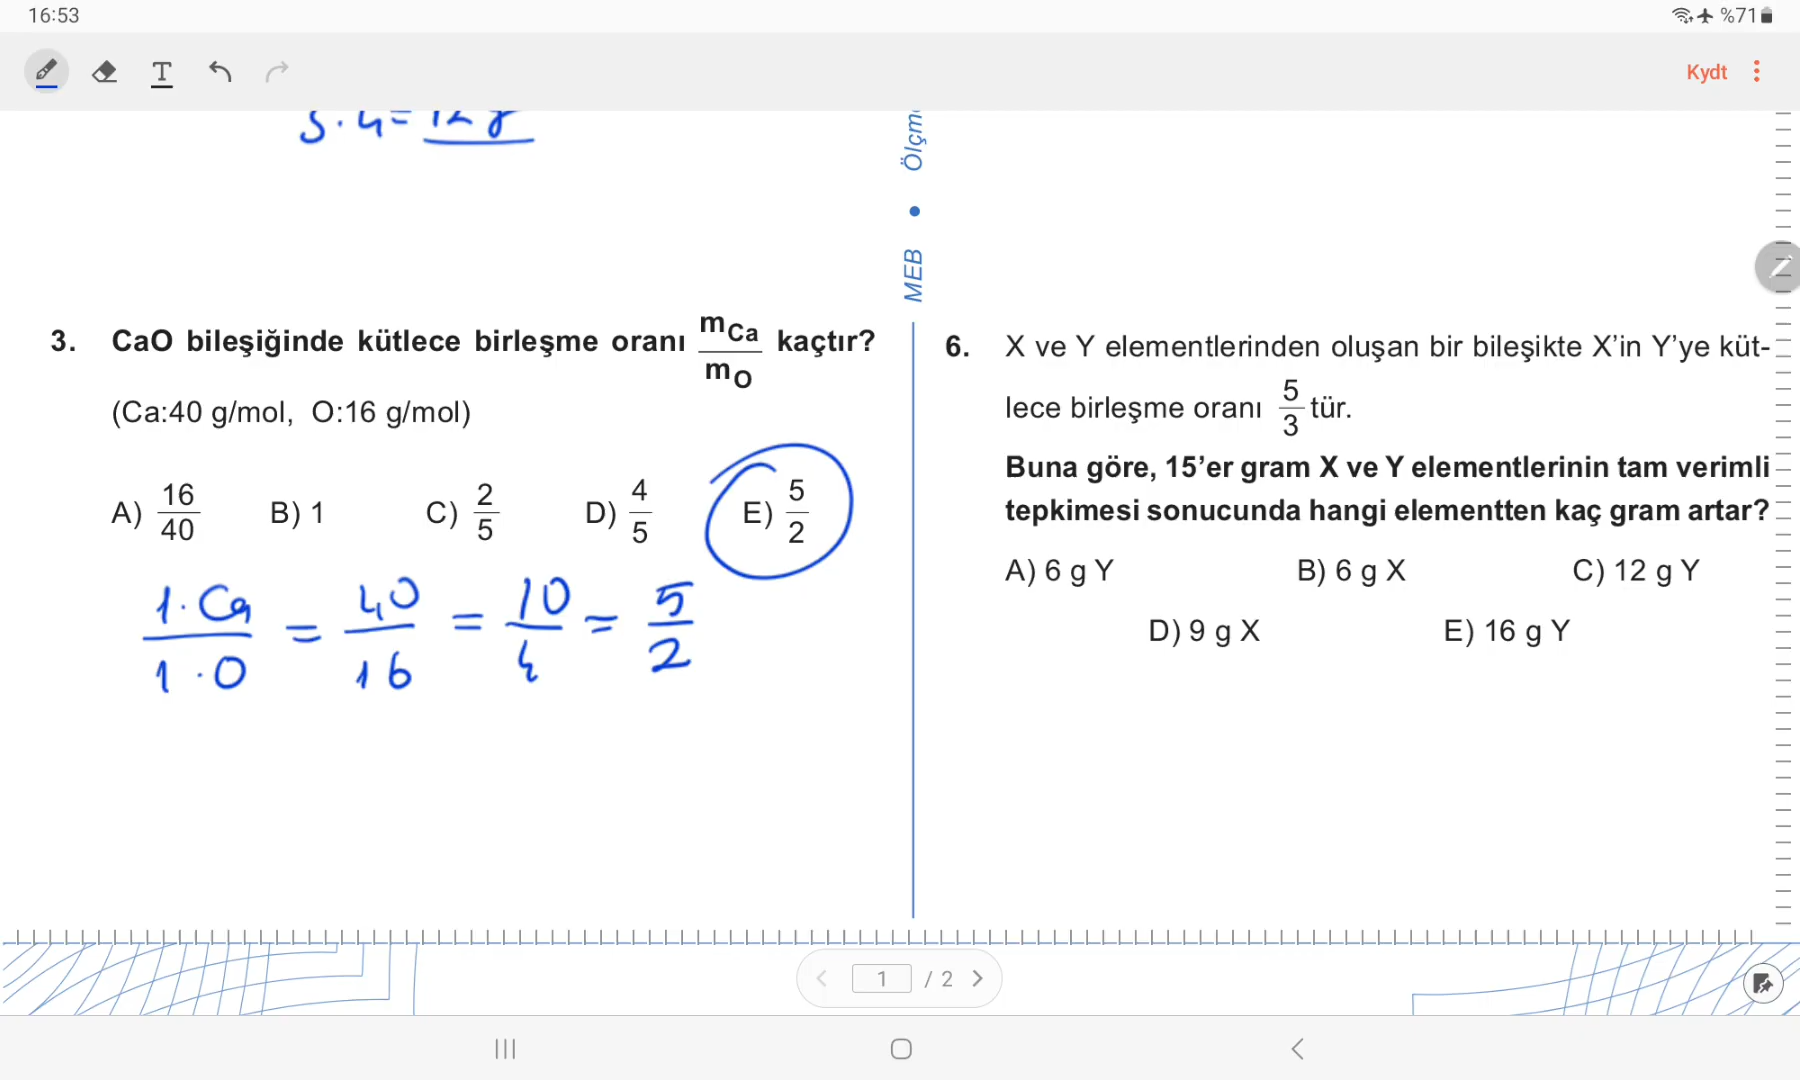 16:53
%71
Kydt
3.4= 12 g
Ölçm
MEB
3. CaO bileşiğinde kütlece birleşme oranı mCa/mO kaçtır?
(Ca:40 g/mol, O:16 g/mol)
A) 16/40 B) 1 C) 2/5 D) 4/5 E) 5/2
1.Ca/1.O = 40/16 = 10/4 = 5/2
6. X ve Y elementlerinden oluşan bir bileşikte X'in Y'ye küt-
lece birleşme oranı 5/3 tür.
Buna göre, 15'er gram X ve Y elementlerinin tam verimli
tepkimesi sonucunda hangi elementten kaç gram artar?
A) 6 g Y B) 6 g X C) 12 g Y
D) 9 g X E) 16 g Y
1 / 2